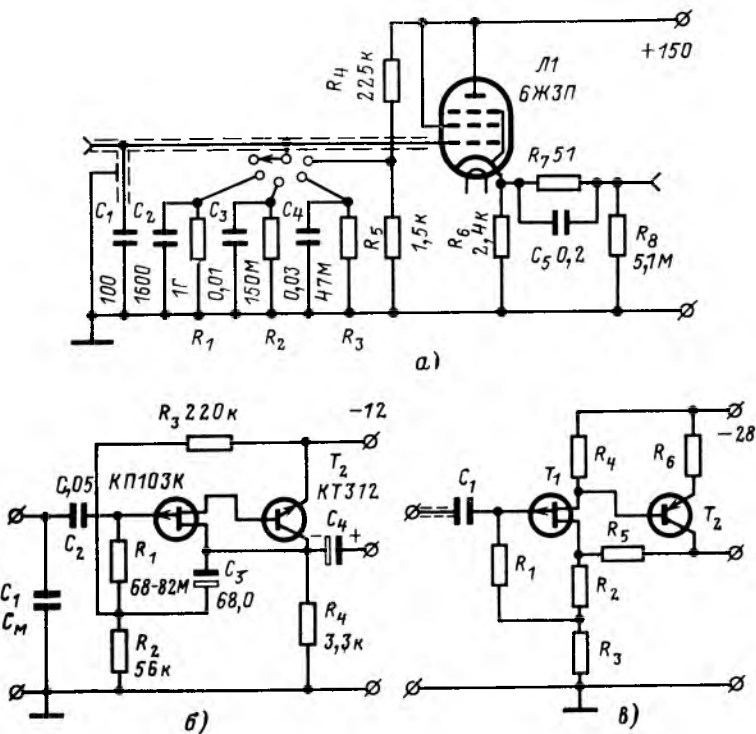 R4
225к
Л1
6Ж3П
+150
R7 51
C1
C2
C3
C4
R5
1,5к
R6
2,4к
C5 0,2
R8
5,1М
100
1600
1Г
0,01
150М
0,03
47М
R1
R2
R3
а)
R3 220к
-12
0,05
КП103К
T2
КТ312
C2
R1
68-82М
C3
68,0
- C4 +
C1
Cм
R2
56к
R4
3,3к
б)
-28
R4
R6
C1
T1
T2
R5
R1
R2
R3
в)